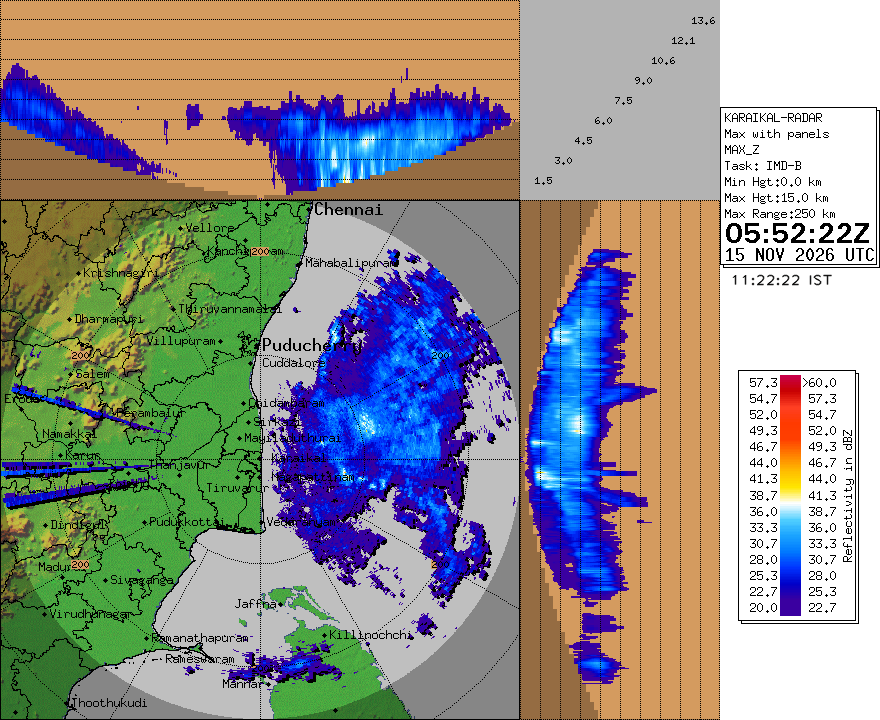 13.6
12.1
10.6
9.0
7.5
6.0
4.5
3.0
1.5
KARAIKAL-RADAR
Max with panels
MAX_Z
Task: IMD-B
Min Hgt:0.0 km
Max Hgt:15.0 km
Max Range:250 km
05:52:22Z
15 NOV 2026 UTC
11:22:22 IST
Chennai
Vellore
200
Mahabalipuram
Krishnagiri
Thiruvannamalai
Dharmapuri
Villupuram
Puducherry
200
200
Cuddalore
Salem
Perambalur
Namakkal
Mayiladuthurai
Karur
Thanjavur
Tiruvarur
Pudukkottai
Dindigul
200
Sivaganga
Jaffna
Virudhunagar
Ramanathapuram
Killinochchi
Rameswaram
Mannar
Thoothukudi
57.3 >60.0
54.7 57.3
52.0 54.7
49.3 52.0
46.7 49.3
44.0 46.7
41.3 44.0
38.7 41.3
36.0 38.7
33.3 36.0
30.7 33.3
28.0 30.7
25.3 28.0
22.7 25.3
20.0 22.7
Reflectivity in dBZ